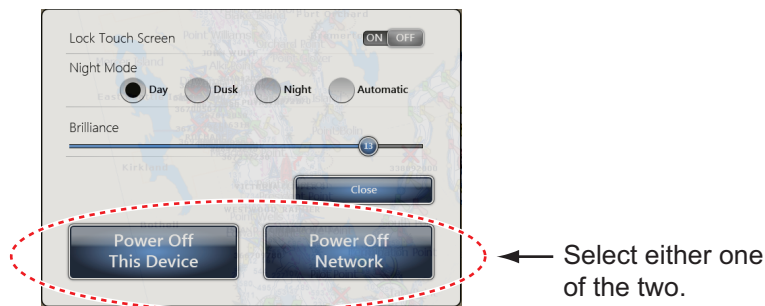 Lock Touch Screen
ON OFF
Night Mode
Day Dusk Night Automatic
Brilliance
13
Close
Power Off
This Device
Power Off
Network
Select either one
of the two.